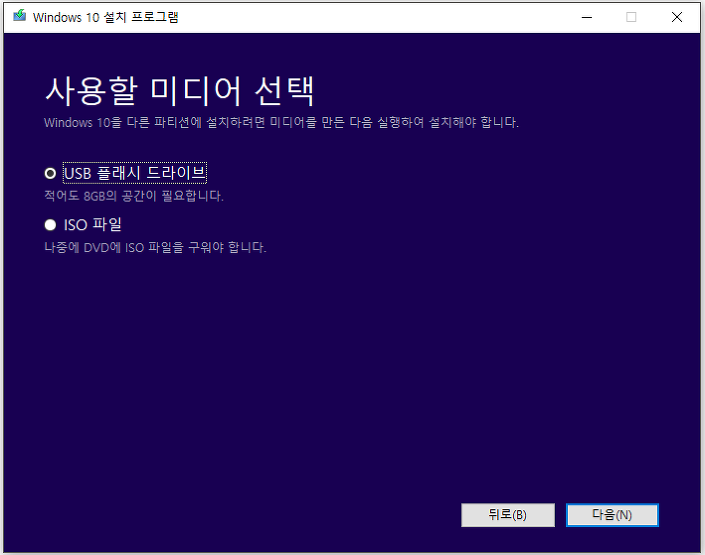 Windows 10 설치 프로그램
사용할 미디어 선택
Windows 10을 다른 파티션에 설치하려면 미디어를 만든 다음 실행하여 설치해야 합니다.
USB 플래시 드라이브
적어도 8GB의 공간이 필요합니다.
ISO 파일
나중에 DVD에 ISO 파일을 구워야 합니다.
뒤로(B) 다음(N)